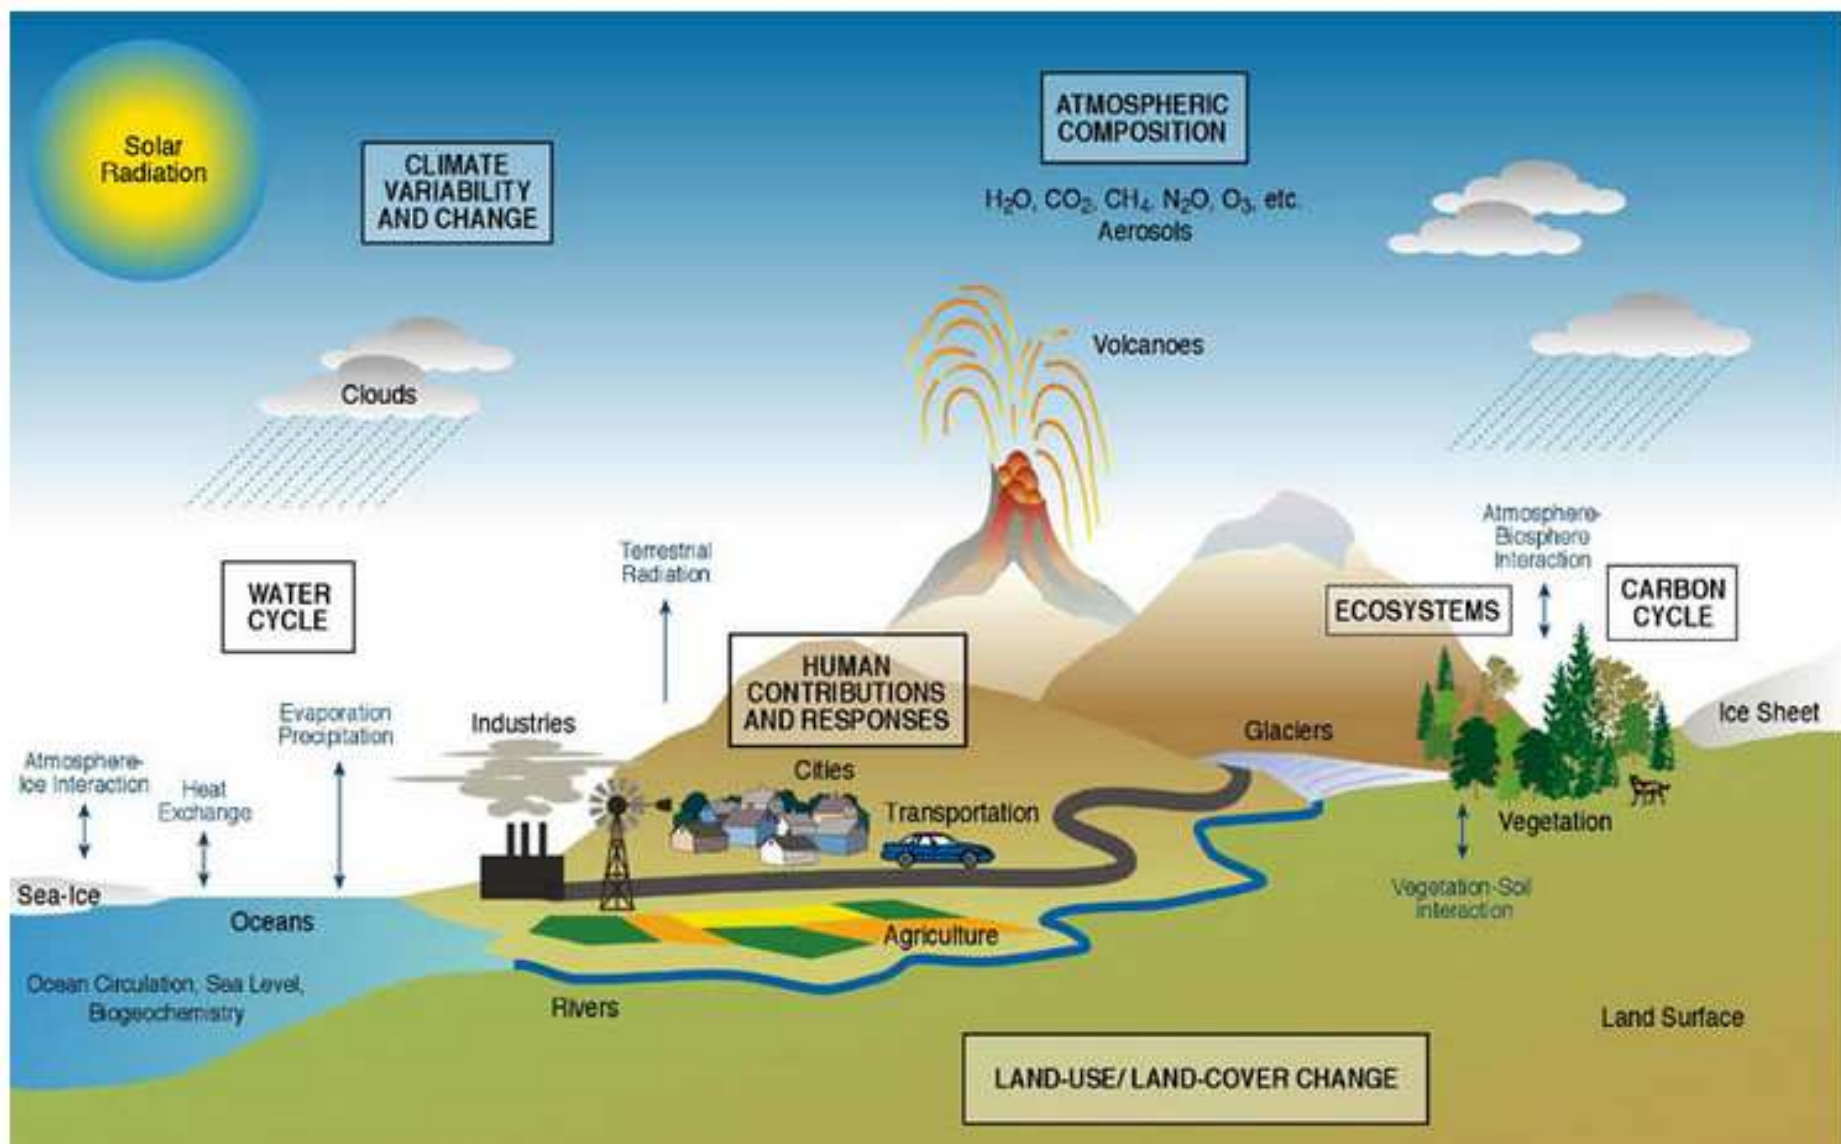 Solar
Radiation
CLIMATE
VARIABILITY
AND CHANGE
ATMOSPHERIC
COMPOSITION
H₂O, CO₂, CH₄, N₂O, O₃, etc.
Aerosols
Volcanoes
Clouds
WATER
CYCLE
Terrestrial
Radiation
Atmosphere-
Biosphere
Interaction
ECOSYSTEMS
CARBON
CYCLE
HUMAN
CONTRIBUTIONS
AND RESPONSES
Evaporation
Precipitation
Industries
Glaciers
Ice Sheet
Atmosphere-
Ice Interaction
Heat
Exchange
Cities
Transportation
Vegetation
Sea-Ice
Oceans
Vegetation-Soil
Interaction
Agriculture
Ocean Circulation, Sea Level,
Biogeochemistry
Rivers
Land Surface
LAND-USE/ LAND-COVER CHANGE